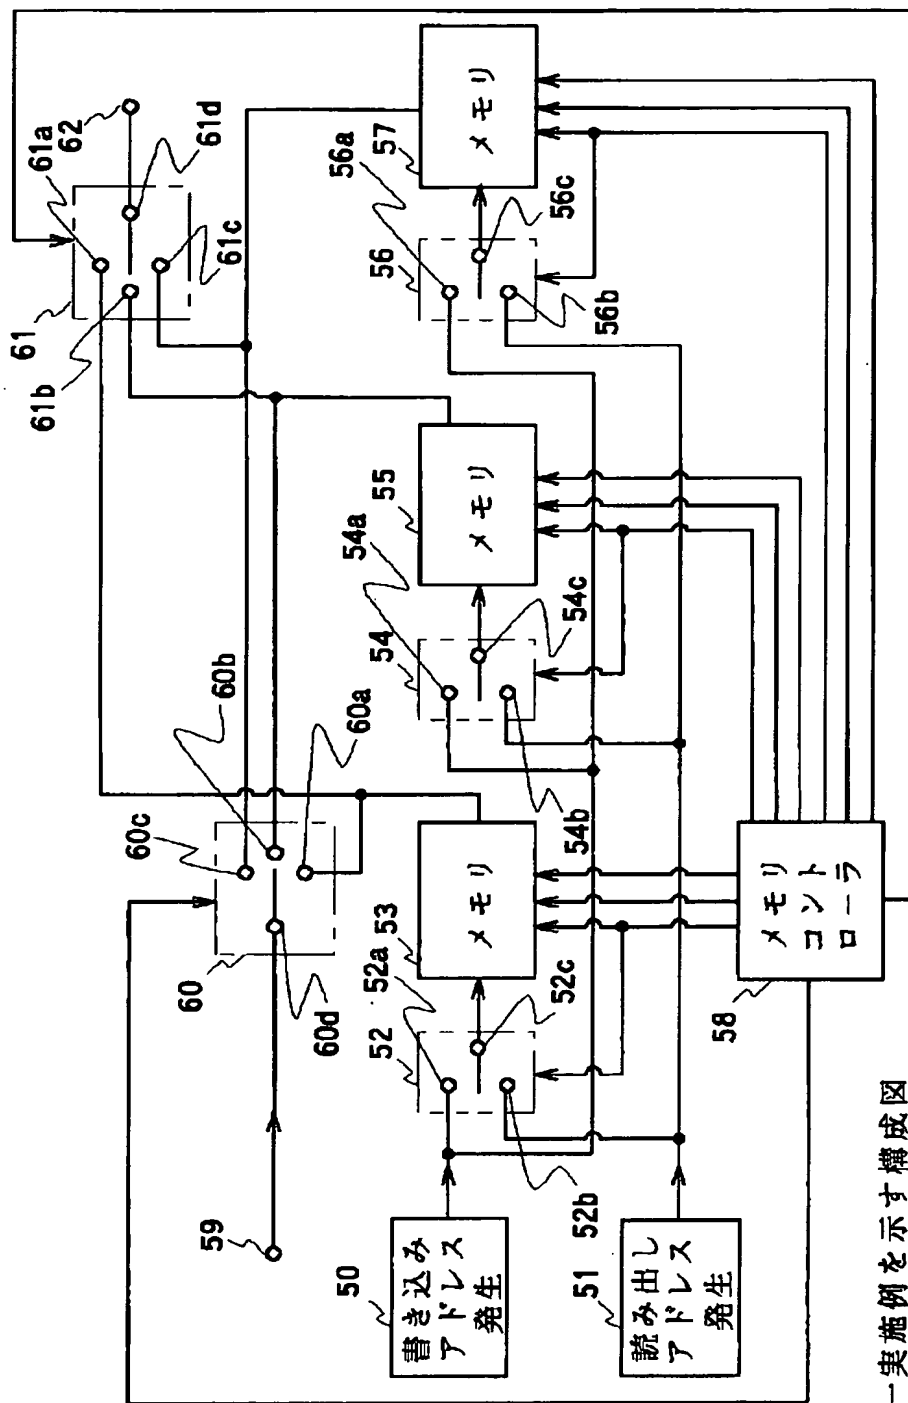 59
60
60d
60c
60b
60a
61
61b
61a
62
61d
61c
50
書き込み
アドレス
発生
51
読み出し
アドレス
発生
52
52a
52c
52b
53
メモリ
54
54a
54c
54b
55
メモリ
56
56a
56c
56b
57
メモリ
58
メモリ
コント
ローラ
一実施例を示す構成図